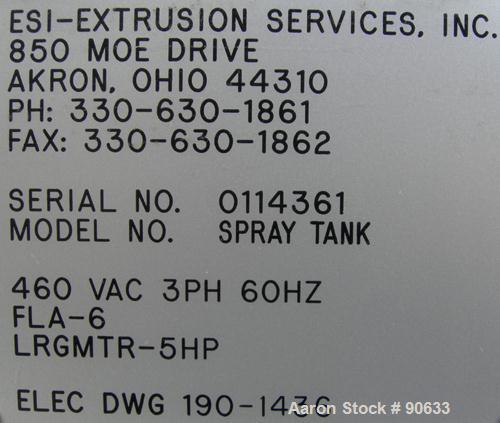 ESI-EXTRUSION SERVICES, INC.
850 MOE DRIVE
AKRON, OHIO 44310
PH: 330-630-1861
FAX: 330-630-1862
SERIAL NO. 0114361
MODEL NO. SPRAY TANK
460 VAC 3PH 60HZ
FLA-6
LRGMTR-5HP
ELEC DWG 190-1436
Aaron Stock # 90633